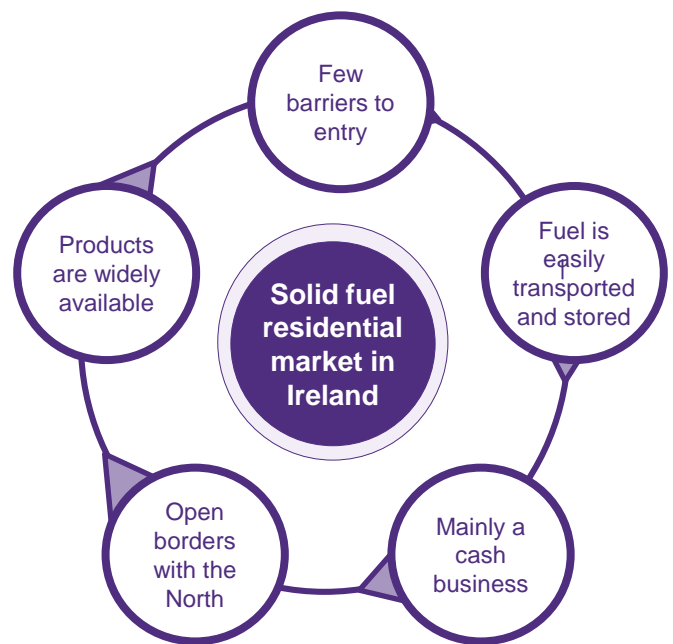 Few
barriers to
entry
Fuel is
easily
transported
and stored
Mainly a
cash
business
Open
borders
with the
North
Products
are widely
available
Solid fuel
residential
market in
Ireland